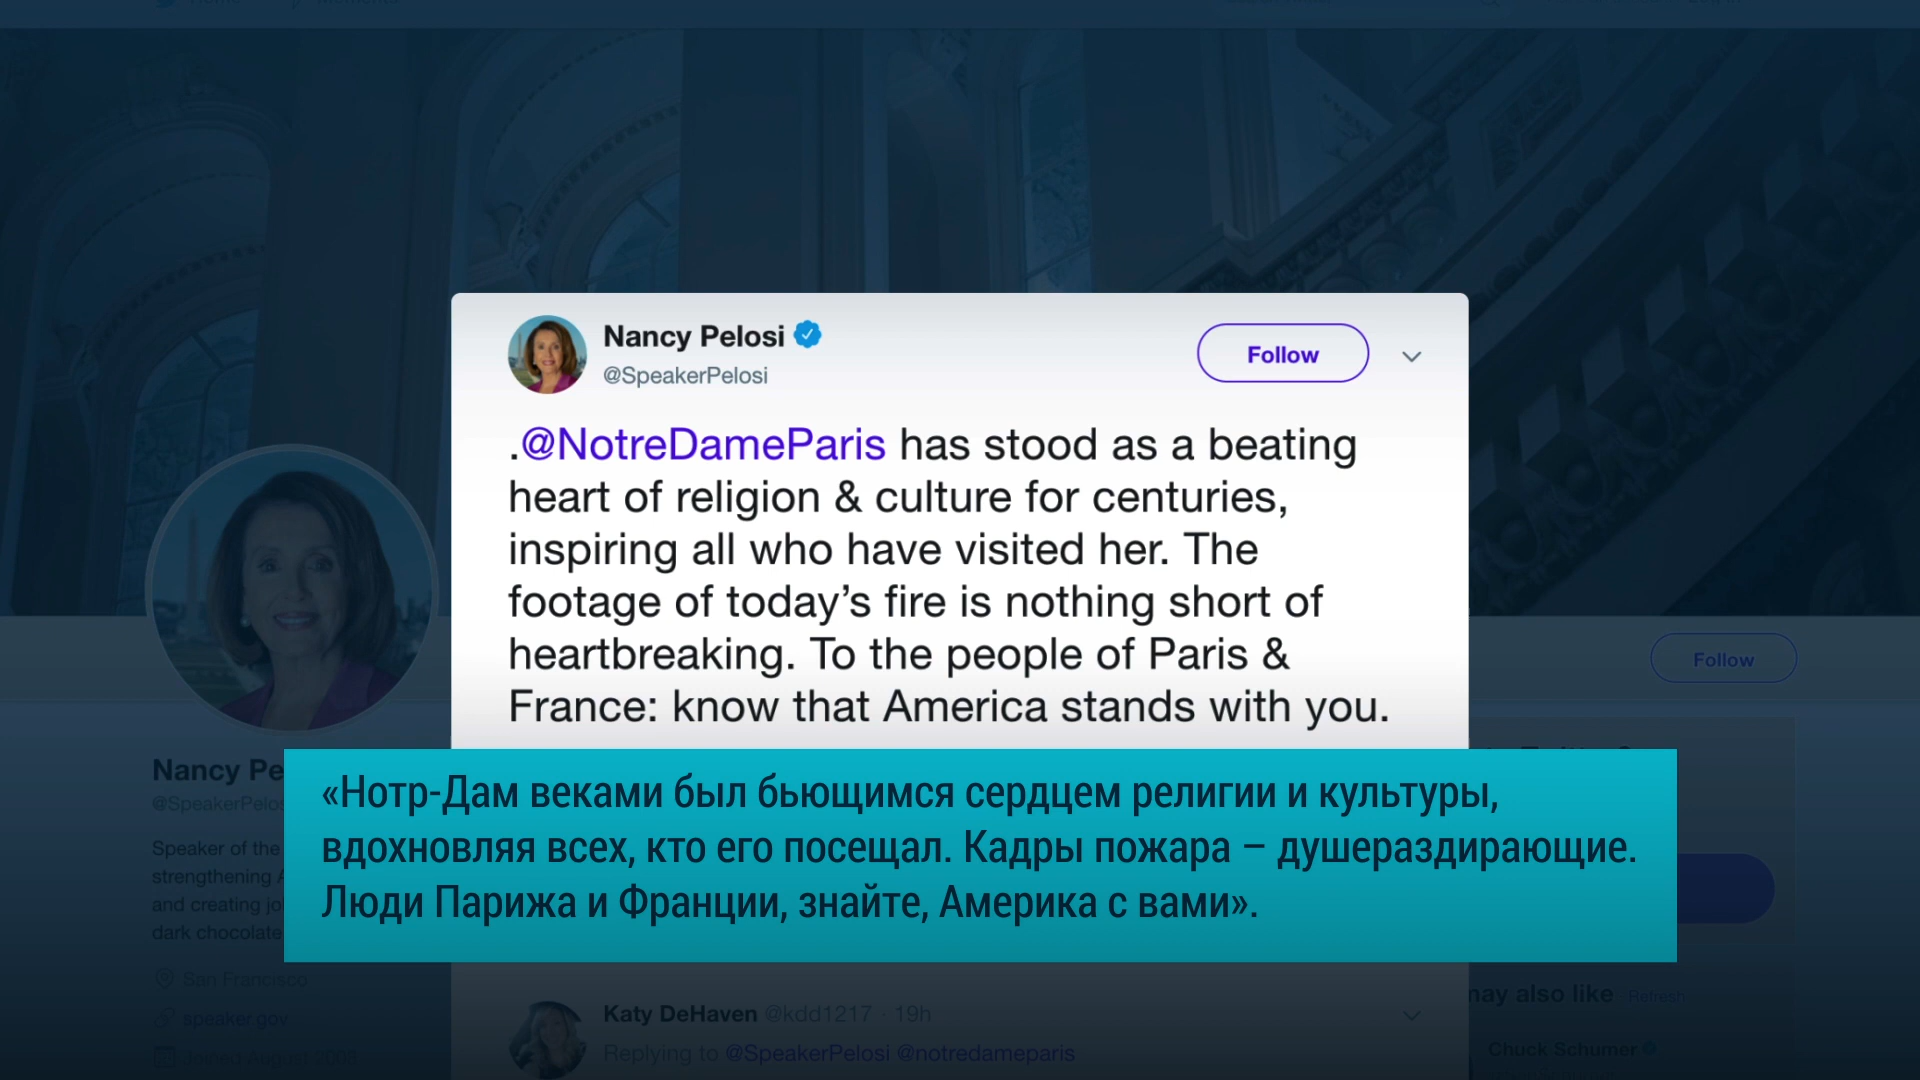 Nancy Pelosi
@SpeakerPelosi
Follow
.@NotreDameParis has stood as a beating
heart of religion & culture for centuries,
inspiring all who have visited her. The
footage of today’s fire is nothing short of
heartbreaking. To the people of Paris &
France: know that America stands with you.
Follow
Nancy Pe
@SpeakerPelos
Speaker of the
strengthening
and creating jo
dark chocolate
San Francisco
speaker.gov
Joined August 2008
«Нотр-Дам веками был бьющимся сердцем религии и культуры,
вдохновляя всех, кто его посещал. Кадры пожара – душераздирающие.
Люди Парижа и Франции, знайте, Америка с вами».
Katy DeHaven @kdd1217 · 19h
Replying to @SpeakerPelosi @notredameparis
may also like Refresh
Chuck Schumer